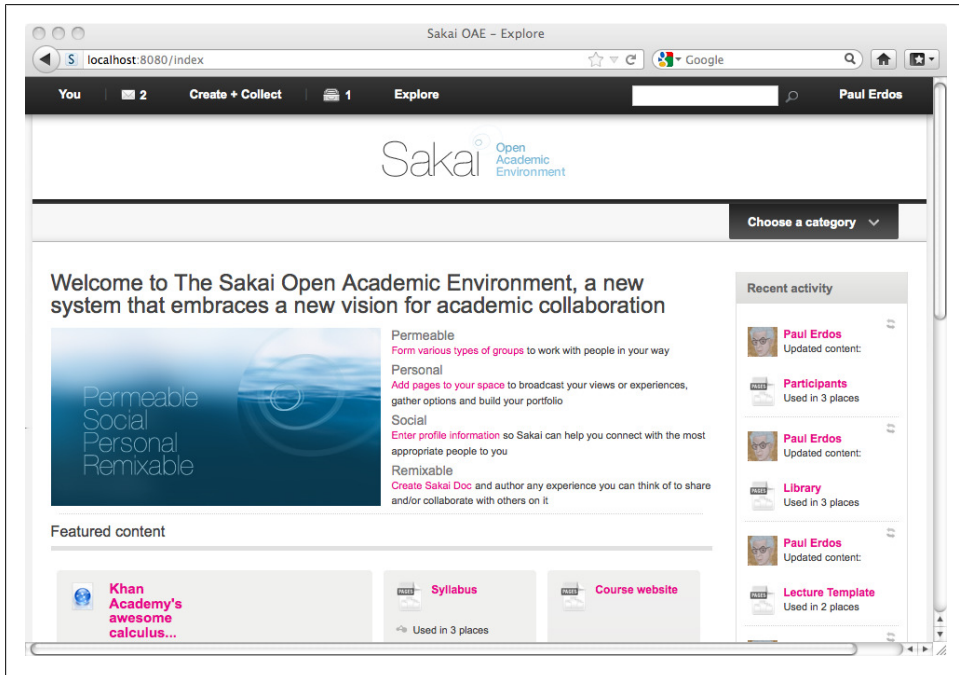 Sakai OAE – Explore
S localhost:8080/index
Google
You 2 Create + Collect 1 Explore Paul Erdos
Sakai Open
Academic
Environment
Choose a category
Welcome to The Sakai Open Academic Environment, a new
system that embraces a new vision for academic collaboration
Permeable
Social
Personal
Remixable
Permeable
Form various types of groups to work with people in your way
Personal
Add pages to your space to broadcast your views or experiences,
gather options and build your portfolio
Social
Enter profile information so Sakai can help you connect with the most
appropriate people to you
Remixable
Create Sakai Doc and author any experience you can think of to share
and/or collaborate with others on it
Featured content
Khan
Academy's
awesome
calculus...
PAGES Syllabus
Used in 3 places
PAGES Course website
Recent activity
Paul Erdos
Updated content:
PAGES Participants
Used in 3 places
Paul Erdos
Updated content:
PAGES Library
Used in 3 places
Paul Erdos
Updated content:
PAGES Lecture Template
Used in 2 places